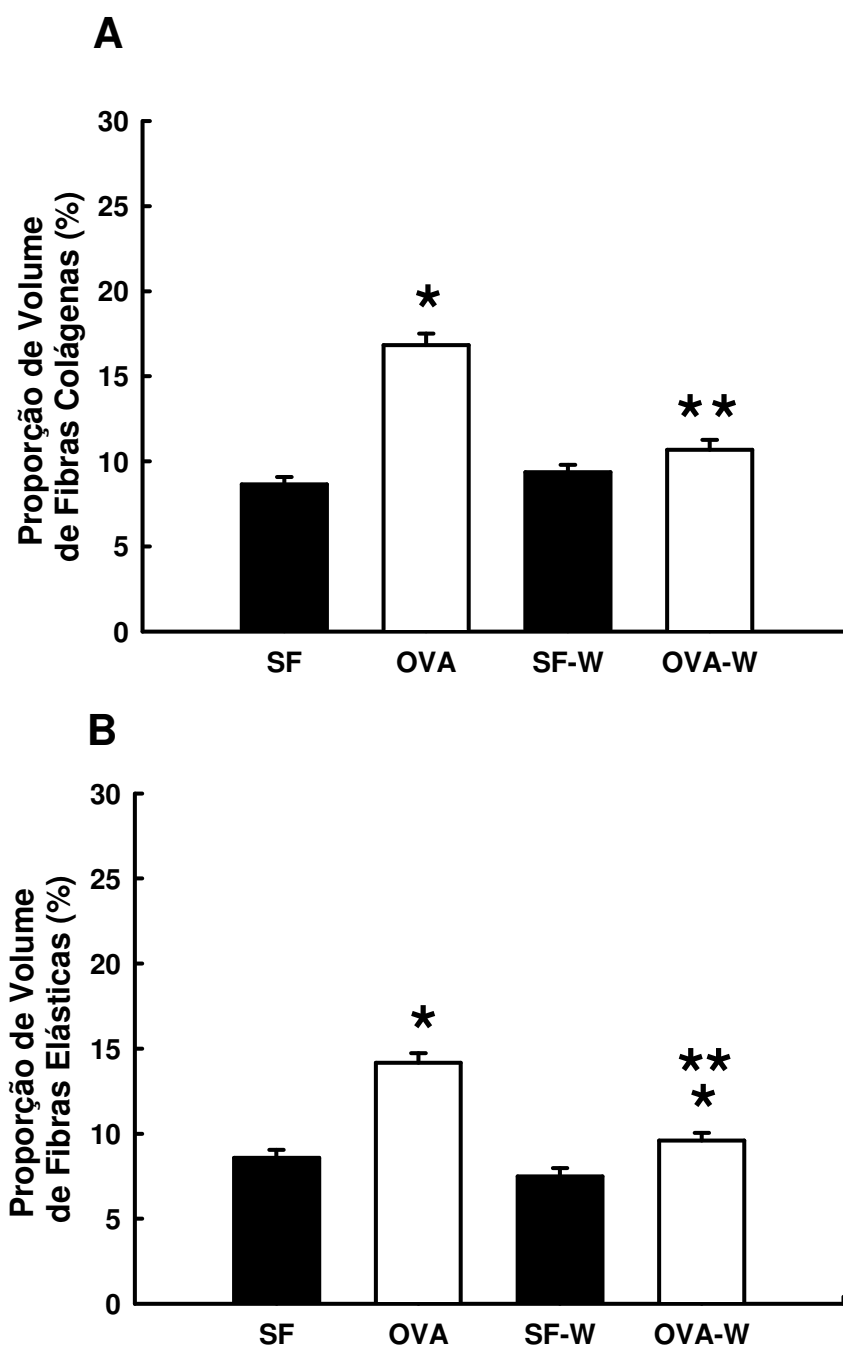 A
Proporção de Volume
de Fibras Colágenas (%)
30
25
20
15
10
5
0
*
**
SF OVA SF-W OVA-W
B
Proporção de Volume
de Fibras Elásticas (%)
30
25
20
15
10
5
0
*
**
*
SF OVA SF-W OVA-W